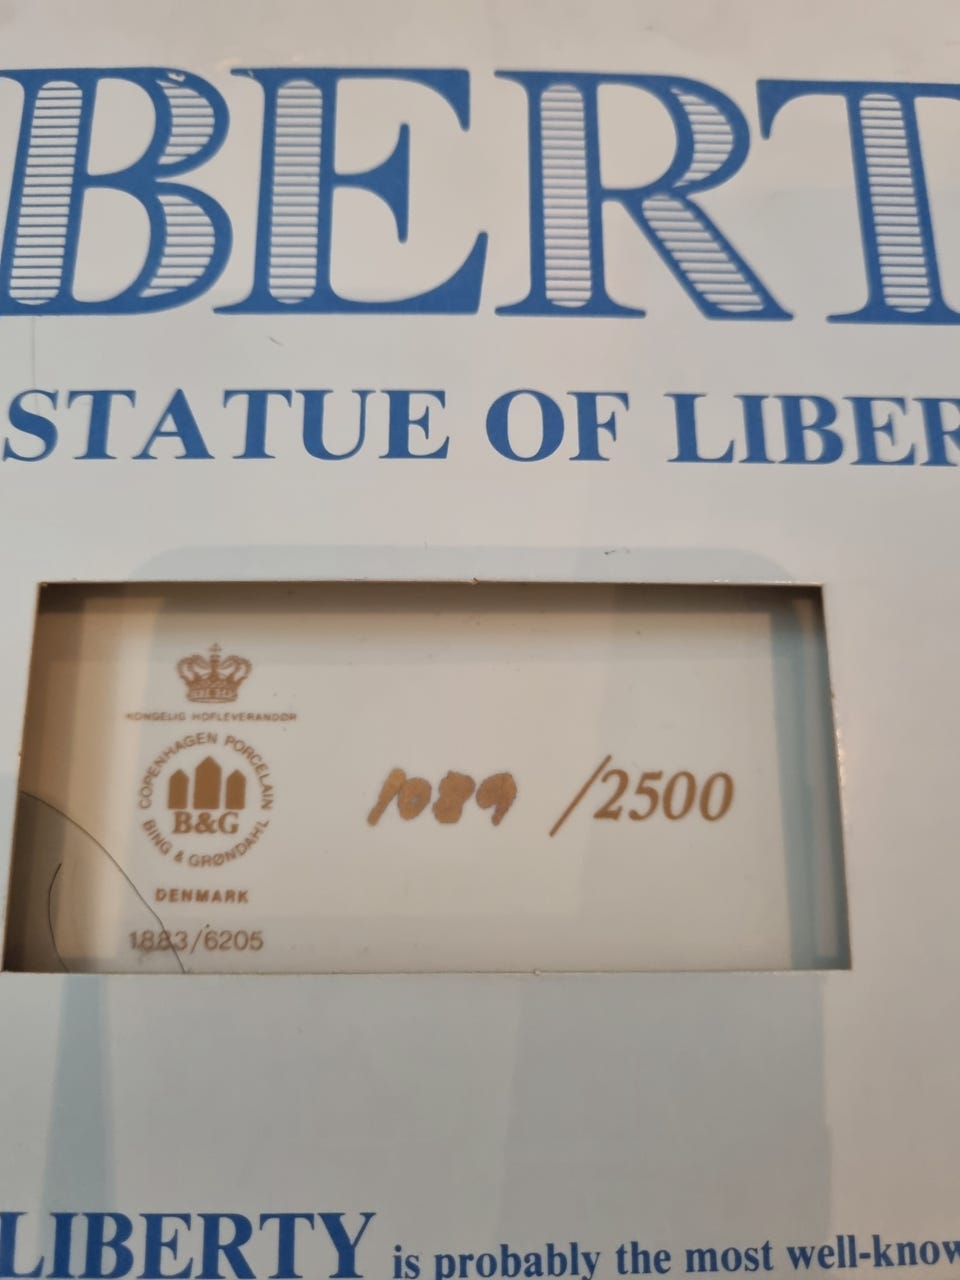 BERT
STATUE OF LIBER
KONGELIG HOFLEVERANDØR
COPENHAGEN PORCELAIN
B&G
BING & GRØNDAHL
DENMARK
1883/6205
1089 /2500
LIBERTY is probably the most well-know